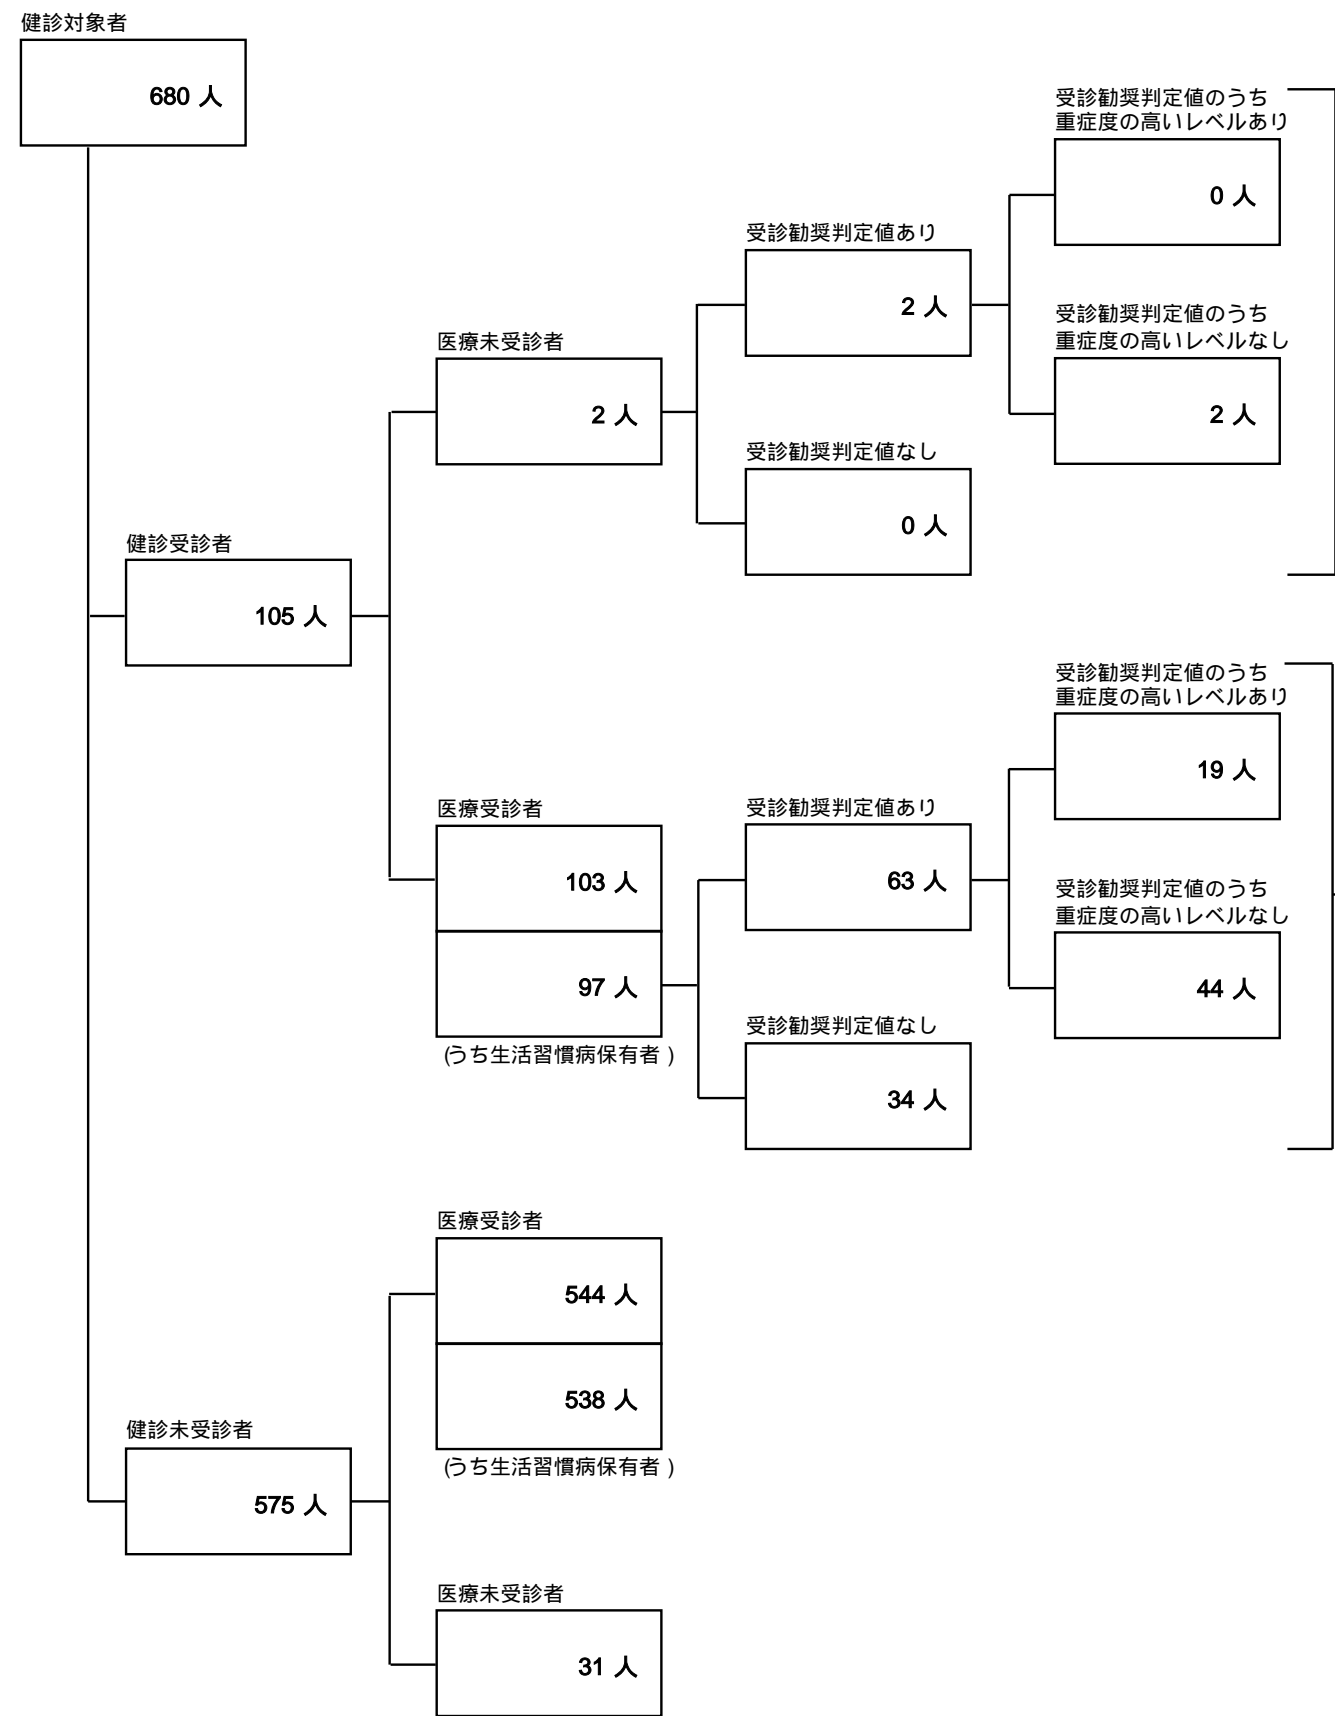 健診対象者
680 人
受診勧奨判定値のうち
重症度の高いレベルあり
0 人
受診勧奨判定値あり
2 人
受診勧奨判定値のうち
重症度の高いレベルなし
2 人
医療未受診者
2 人
受診勧奨判定値なし
0 人
健診受診者
105 人
受診勧奨判定値のうち
重症度の高いレベルあり
19 人
医療受診者
103 人
97 人
(うち生活習慣病保有者)
受診勧奨判定値あり
63 人
受診勧奨判定値のうち
重症度の高いレベルなし
44 人
受診勧奨判定値なし
34 人
医療受診者
544 人
538 人
(うち生活習慣病保有者)
健診未受診者
575 人
医療未受診者
31 人